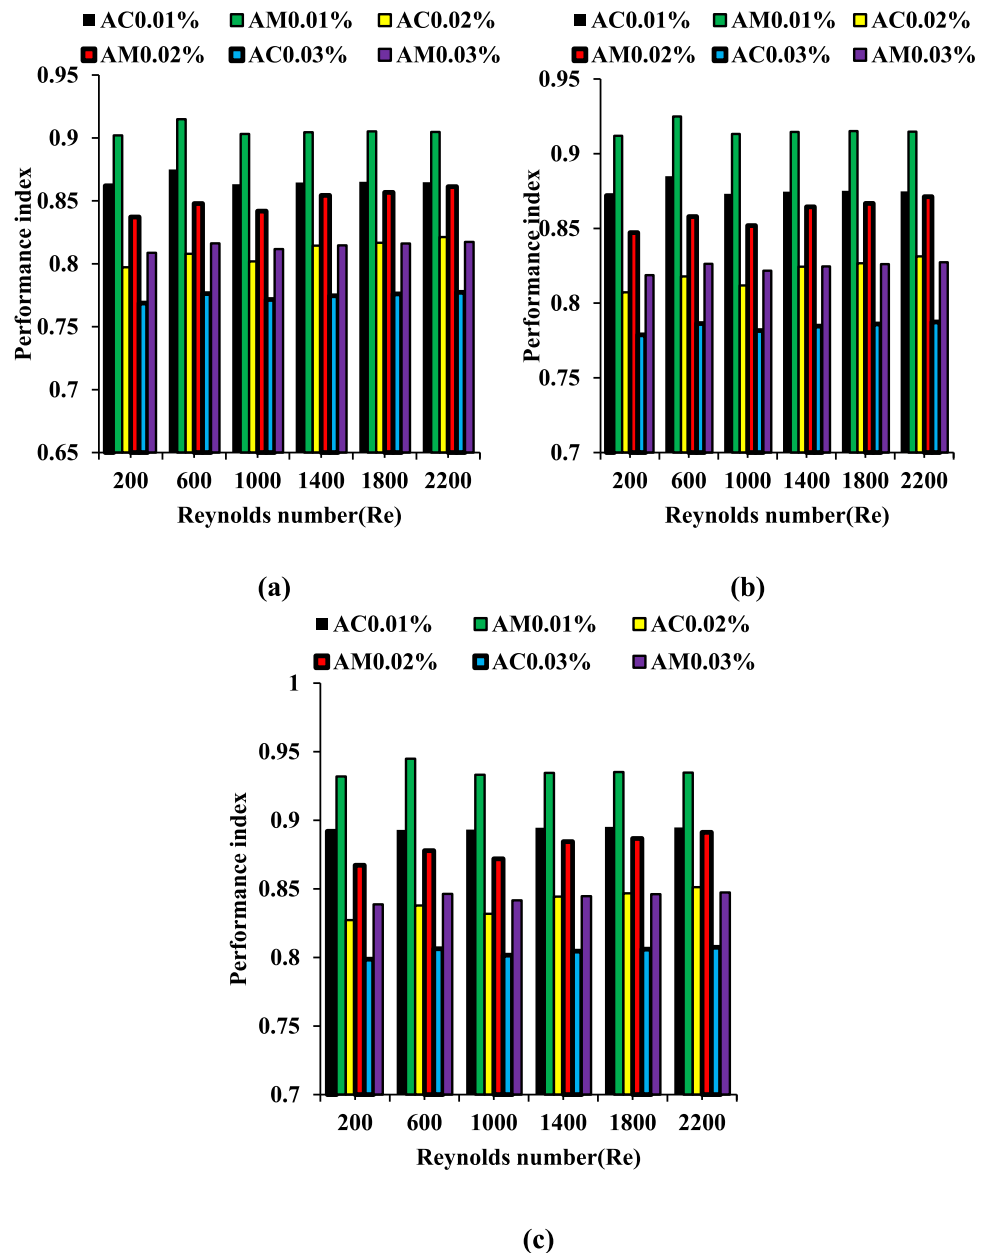 AC0.01% AM0.01% AC0.02%
AM0.02% AC0.03% AM0.03%
0.95
0.9
0.85
0.8
0.75
0.7
0.65
Performance index
200 600 1000 1400 1800 2200
Reynolds number(Re)
(a)
AC0.01% AM0.01% AC0.02%
AM0.02% AC0.03% AM0.03%
0.95
0.9
0.85
0.8
0.75
0.7
Performance index
200 600 1000 1400 1800 2200
Reynolds number(Re)
(b)
AC0.01% AM0.01% AC0.02%
AM0.02% AC0.03% AM0.03%
1
0.95
0.9
0.85
0.8
0.75
0.7
Performance index
200 600 1000 1400 1800 2200
Reynolds number(Re)
(c)